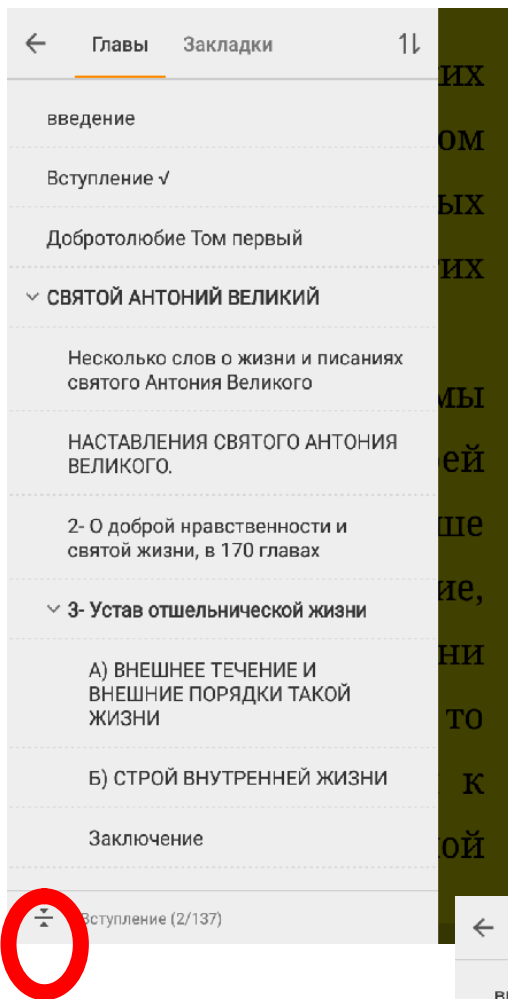 Главы Закладки
введение
Вступление √
Добротолюбие Том первый
СВЯТОЙ АНТОНИЙ ВЕЛИКИЙ
Несколько слов о жизни и писаниях
святого Антония Великого
НАСТАВЛЕНИЯ СВЯТОГО АНТОНИЯ
ВЕЛИКОГО.
2- О доброй нравственности и
святой жизни, в 170 главах
3- Устав отшельнической жизни
А) ВНЕШНЕЕ ТЕЧЕНИЕ И
ВНЕШНИЕ ПОРЯДКИ ТАКОЙ
ЖИЗНИ
Б) СТРОЙ ВНУТРЕННЕЙ ЖИЗНИ
Заключение
Вступление (2/137)